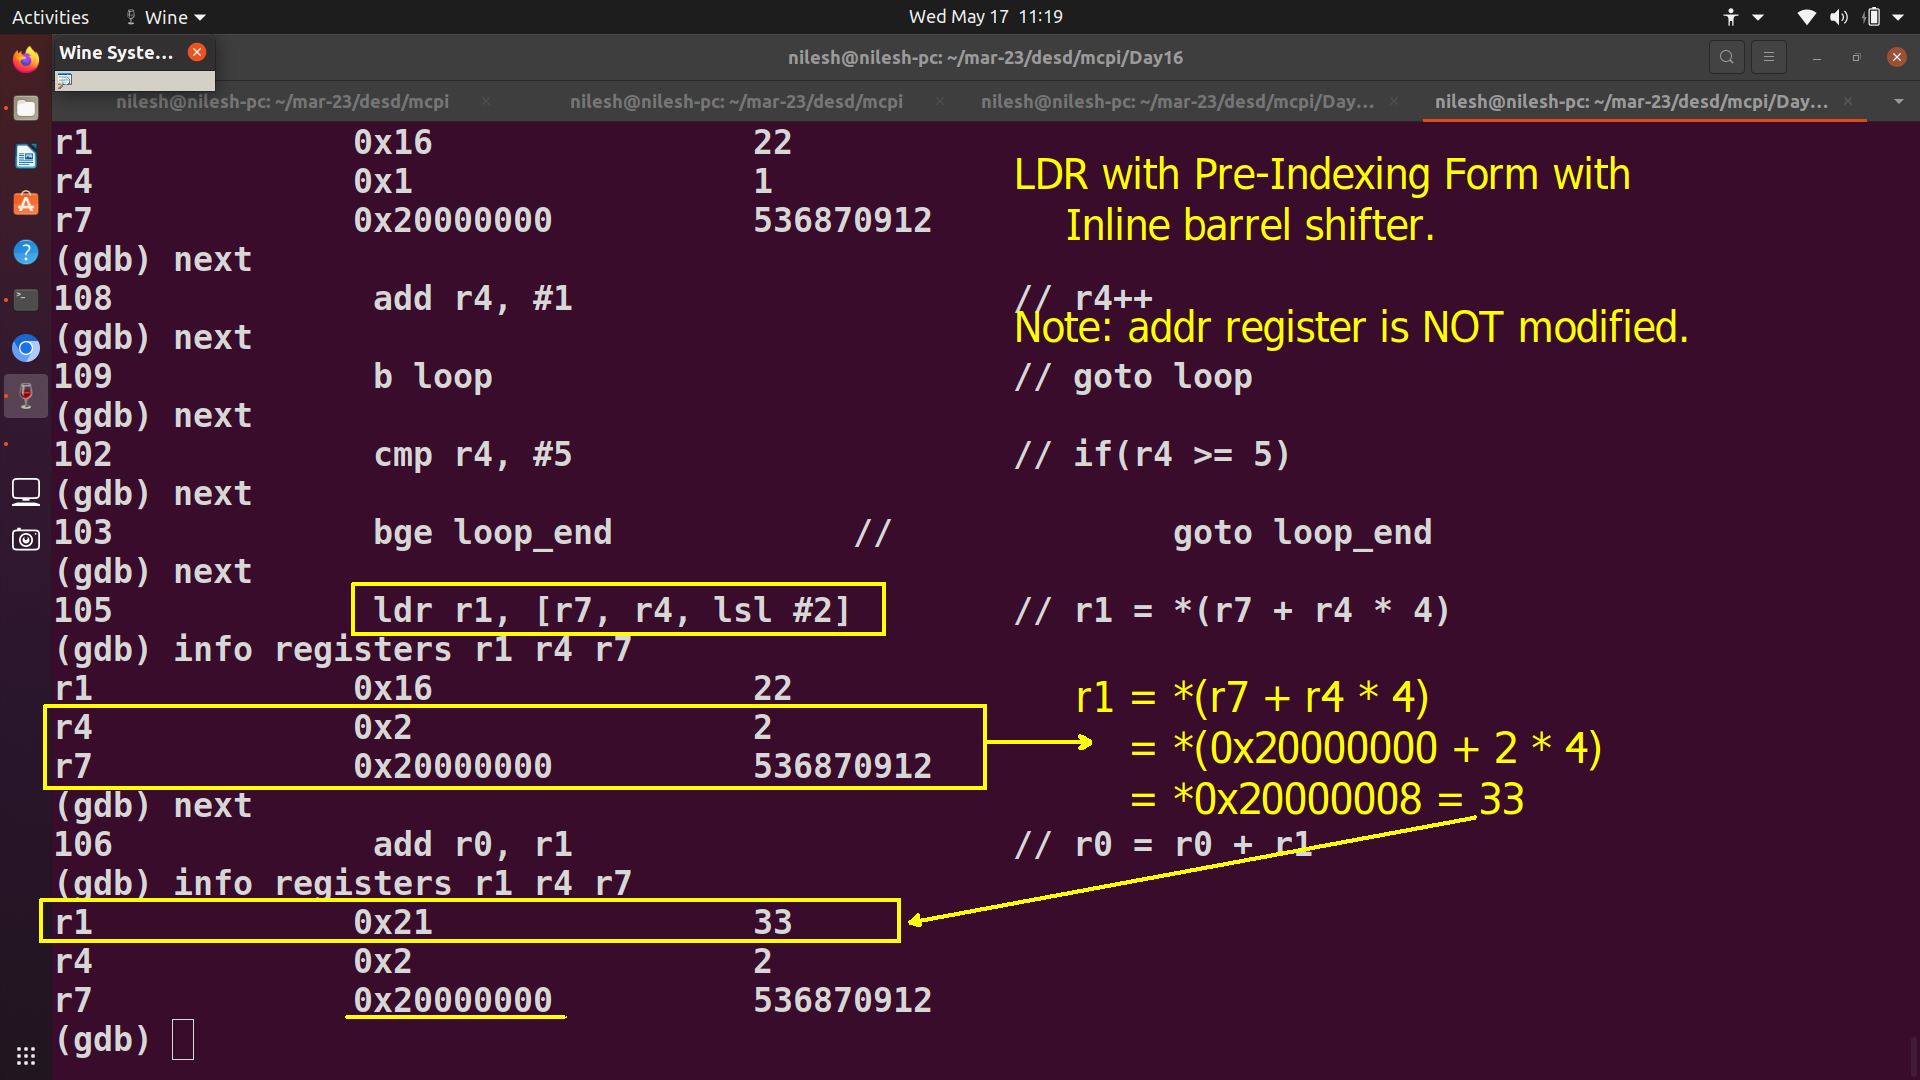 Activities
Wine
Wed May 17 11:19
Wine Syste...
nilesh@nilesh-pc: ~/mar-23/desd/mcpi/Day16
nilesh@nilesh-pc: ~/mar-23/desd/mcpi
nilesh@nilesh-pc: ~/mar-23/desd/mcpi
nilesh@nilesh-pc: ~/mar-23/desd/mcpi/Day...
nilesh@nilesh-pc: ~/mar-23/desd/mcpi/Day...
r1 0x16 22
LDR with Pre-Indexing Form with
r4 0x1 1
Inline barrel shifter.
r7 0x20000000 536870912
(gdb) next
108 add r4, #1 // r4++
Note: addr register is NOT modified.
(gdb) next
109 b loop // goto loop
(gdb) next
102 cmp r4, #5 // if(r4 >= 5)
(gdb) next
103 bge loop_end // goto loop_end
(gdb) next
105 ldr r1, [r7, r4, lsl #2] // r1 = *(r7 + r4 * 4)
(gdb) info registers r1 r4 r7
r1 0x16 22
r1 = *(r7 + r4 * 4)
r4 0x2 2
= *(0x20000000 + 2 * 4)
r7 0x20000000 536870912
= *0x20000008 = 33
(gdb) next
106 add r0, r1 // r0 = r0 + r1
(gdb) info registers r1 r4 r7
r1 0x21 33
r4 0x2 2
r7 0x20000000 536870912
(gdb)